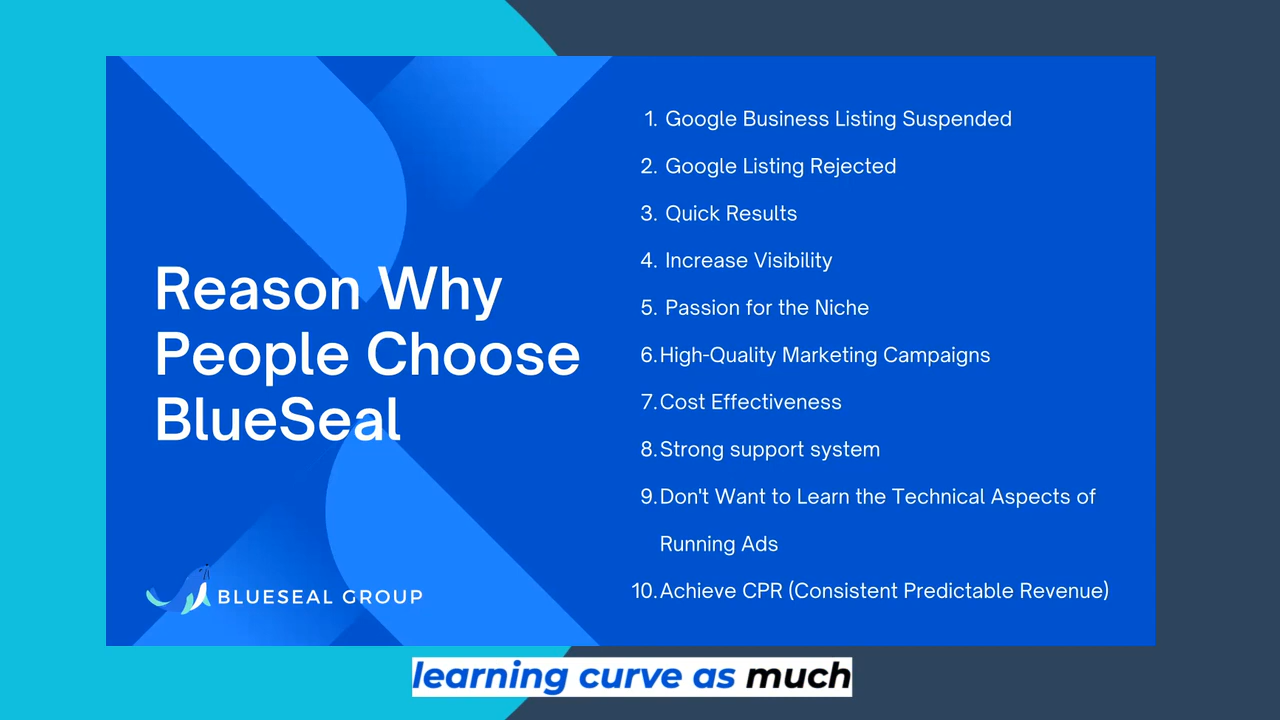 Reason Why
People Choose
BlueSeal
BLUESEAL GROUP
1. Google Business Listing Suspended
2. Google Listing Rejected
3. Quick Results
4. Increase Visibility
5. Passion for the Niche
6. High-Quality Marketing Campaigns
7. Cost Effectiveness
8. Strong support system
9. Don't Want to Learn the Technical Aspects of
Running Ads
10. Achieve CPR (Consistent Predictable Revenue)
learning curve as much